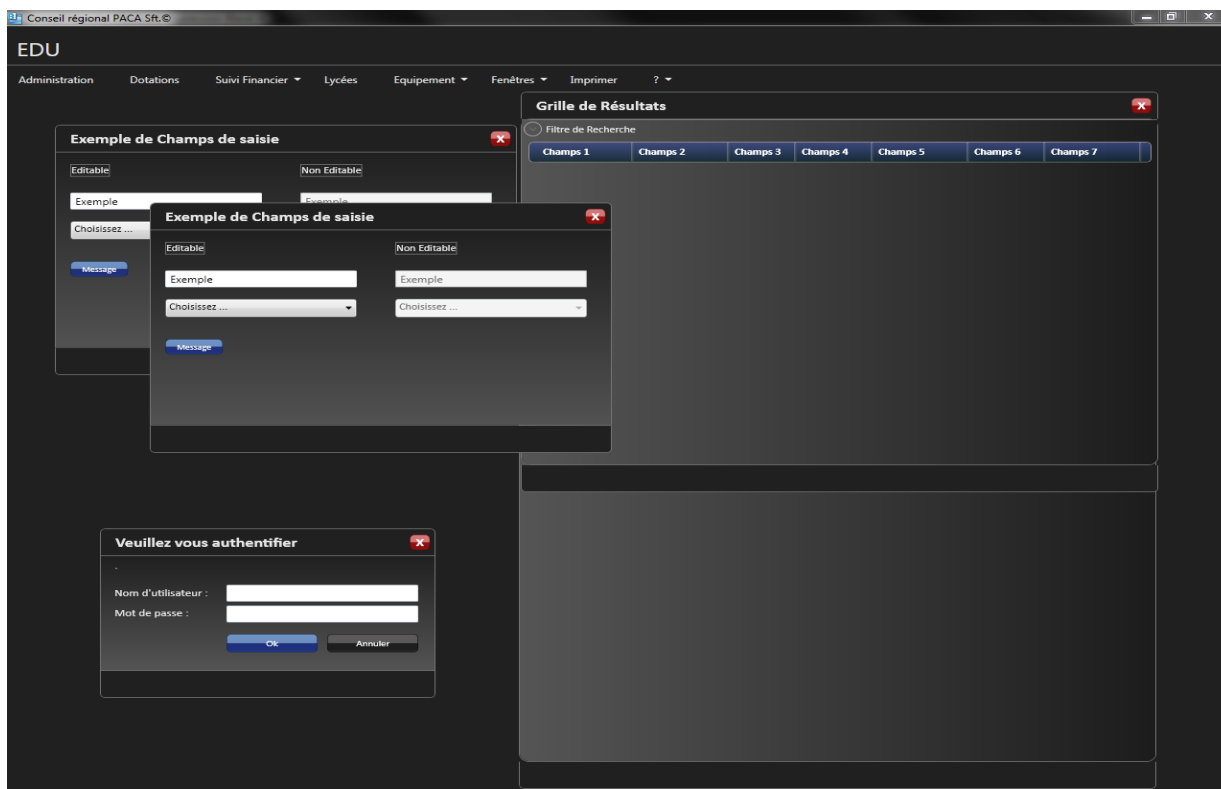 Conseil régional PACA Sft.©
EDU
Administration Dotations Suivi Financier Lycées Equipement Fenêtres Imprimer ?
Grille de Résultats
Filtre de Recherche
Champs 1 Champs 2 Champs 3 Champs 4 Champs 5 Champs 6 Champs 7
Exemple de Champs de saisie
Editable Non Editable
Exemple Exemple
Choisissez ...
Message
Exemple de Champs de saisie
Editable Non Editable
Exemple Exemple
Choisissez ... Choisissez ...
Message
Veuillez vous authentifier
.
Nom d'utilisateur :
Mot de passe :
Ok Annuler